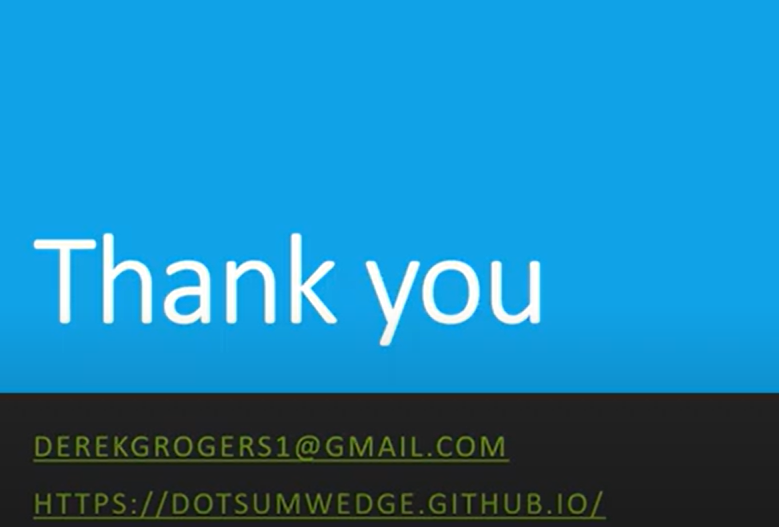 Thank you
DEREKGROGERS1@GMAIL.COM
HTTPS://DOTSUMWEDGE.GITHUB.IO/